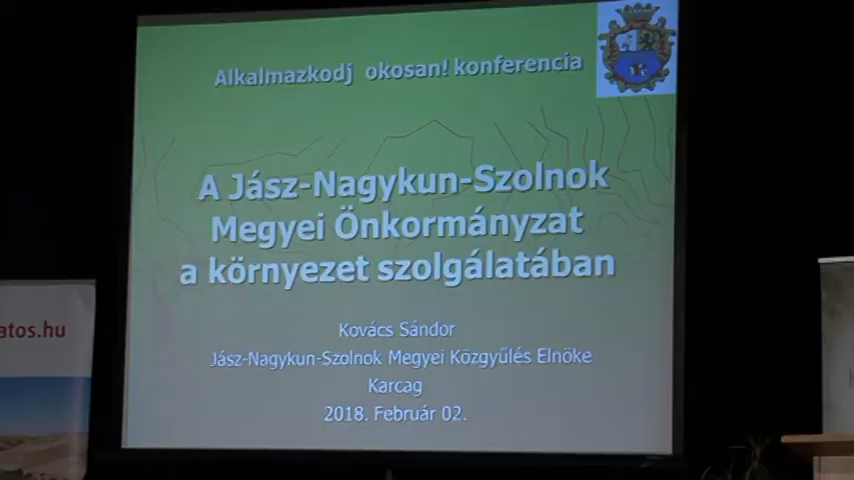 Alkalmazkodj okosan! konferencia
A Jász-Nagykun-Szolnok
Megyei Önkormányzat
a környezet szolgálatában
Kovács Sándor
Jász-Nagykun-Szolnok Megyei Közgyűlés Elnöke
Karcag
2018. Február 02.
atos.hu